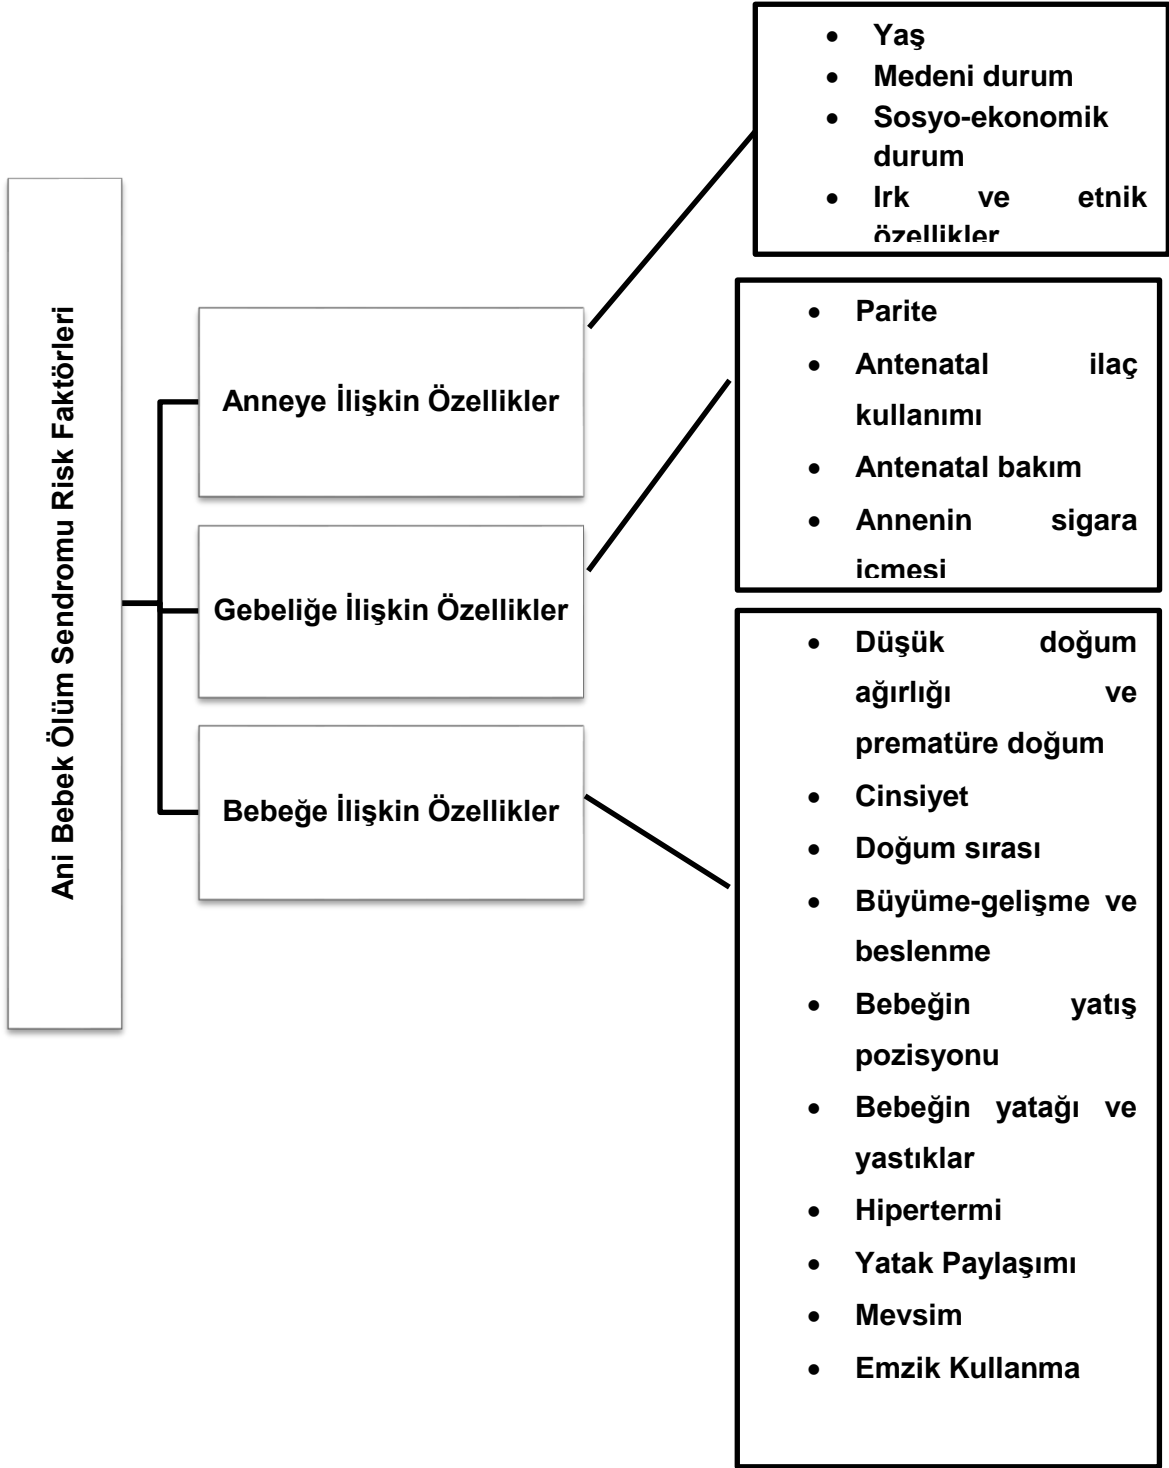 Ani Bebek Ölüm Sendromu Risk Faktörleri
Anneye İlişkin Özellikler
• Yaş
• Medeni durum
• Sosyo-ekonomik
durum
• Irk ve etnik
özellikler
Gebeliğe İlişkin Özellikler
• Parite
• Antenatal ilaç
kullanımı
• Antenatal bakım
• Annenin sigara
içmesi
Bebeğe İlişkin Özellikler
• Düşük doğum
ağırlığı ve
prematüre doğum
• Cinsiyet
• Doğum sırası
• Büyüme-gelişme ve
beslenme
• Bebeğin yatış
pozisyonu
• Bebeğin yatağı ve
yastıklar
• Hipertermi
• Yatak Paylaşımı
• Mevsim
• Emzik Kullanma